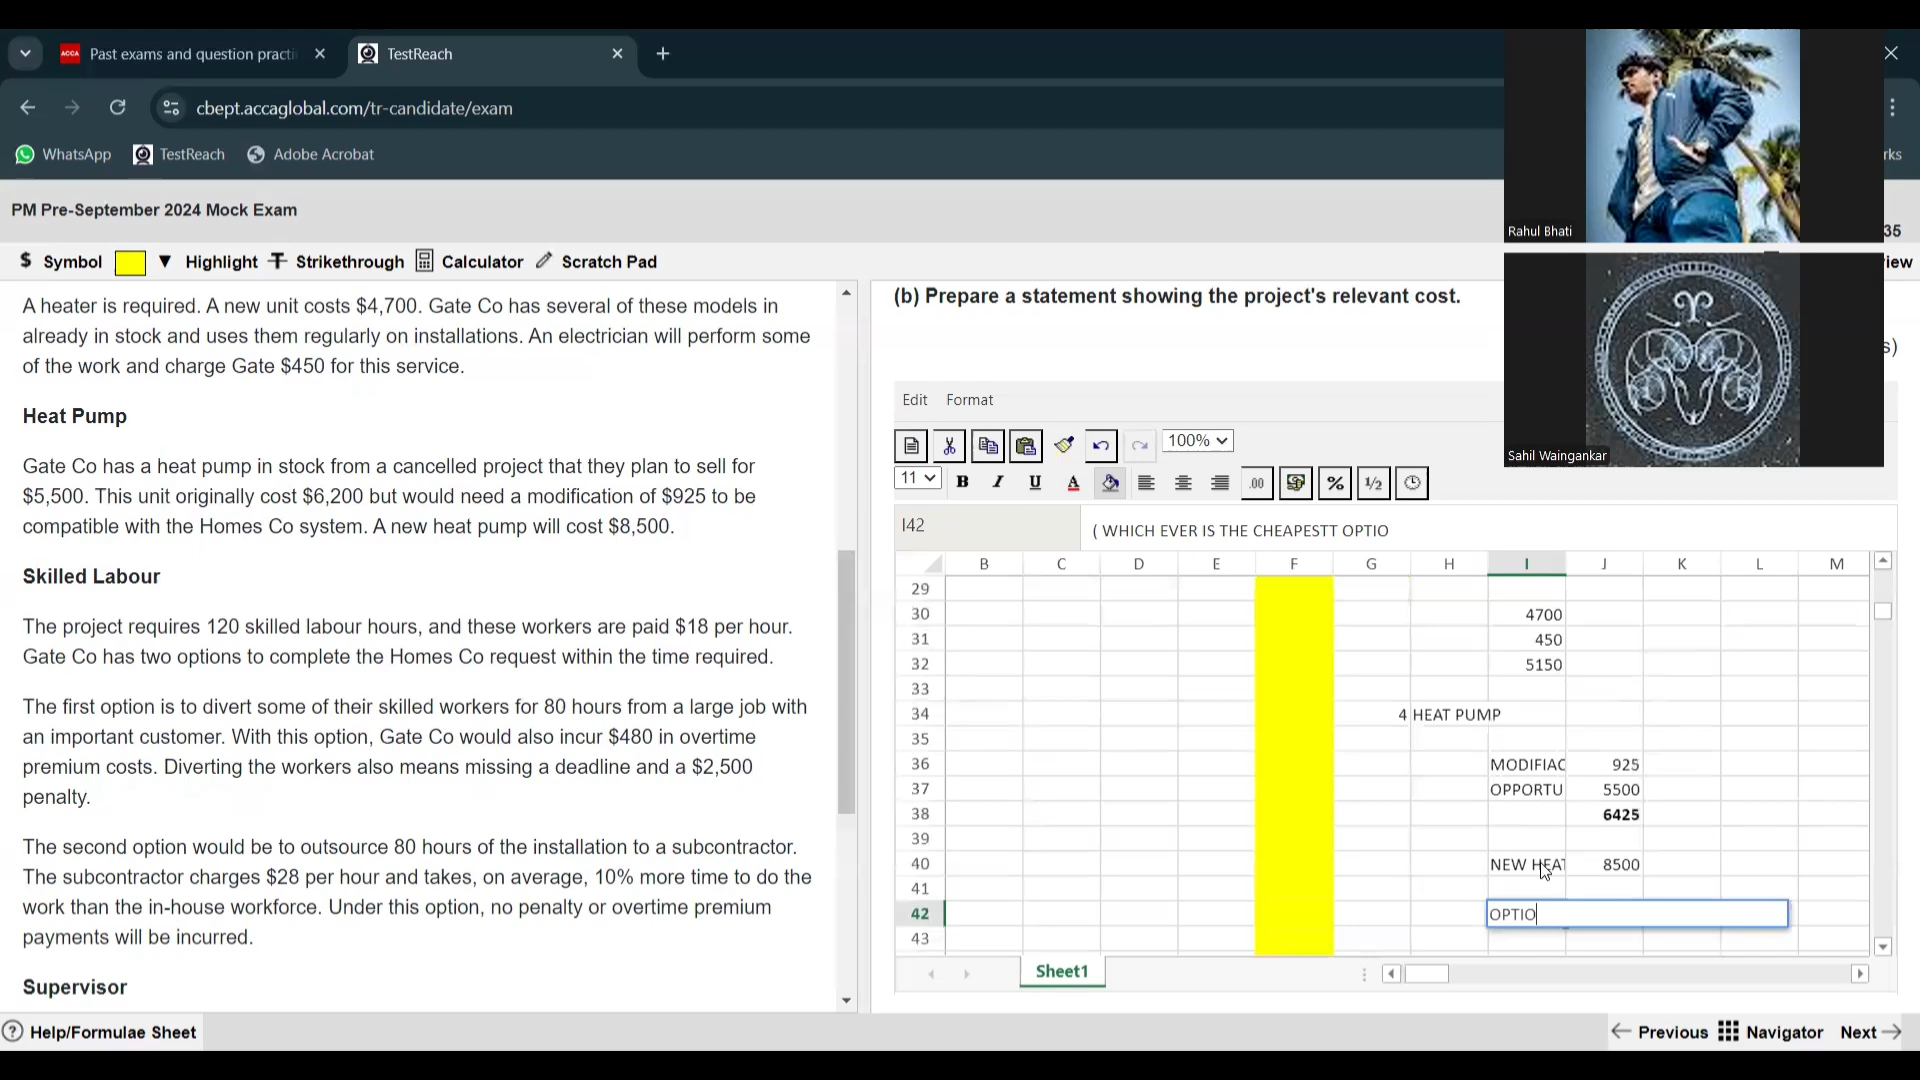 Past exams and question practi
TestReach
cbept.accaglobal.com/tr-candidate/exam
WhatsApp
TestReach
Adobe Acrobat
rks
PM Pre-September 2024 Mock Exam
35
$ Symbol
Highlight
Strikethrough
Calculator
Scratch Pad
iew
Rahul Bhati
Sahil Waingankar
A heater is required. A new unit costs $4,700. Gate Co has several of these models in
already in stock and uses them regularly on installations. An electrician will perform some
of the work and charge Gate $450 for this service.
Heat Pump
Gate Co has a heat pump in stock from a cancelled project that they plan to sell for
$5,500. This unit originally cost $6,200 but would need a modification of $925 to be
compatible with the Homes Co system. A new heat pump will cost $8,500.
Skilled Labour
The project requires 120 skilled labour hours, and these workers are paid $18 per hour.
Gate Co has two options to complete the Homes Co request within the time required.
The first option is to divert some of their skilled workers for 80 hours from a large job with
an important customer. With this option, Gate Co would also incur $480 in overtime
premium costs. Diverting the workers also means missing a deadline and a $2,500
penalty.
The second option would be to outsource 80 hours of the installation to a subcontractor.
The subcontractor charges $28 per hour and takes, on average, 10% more time to do the
work than the in-house workforce. Under this option, no penalty or overtime premium
payments will be incurred.
Supervisor
(b) Prepare a statement showing the project's relevant cost.
s)
Edit Format
100%
11 B I U A .00 % ½
I42
( WHICH EVER IS THE CHEAPESTT OPTIO
B C D E F G H I J K L M
29
30 4700
31 450
32 5150
33
34 4 HEAT PUMP
35
36 MODIFIAC 925
37 OPPORTU 5500
38 6425
39
40 NEW HEAT 8500
41
42 OPTIO
43
Sheet1
? Help/Formulae Sheet
Previous
Navigator
Next